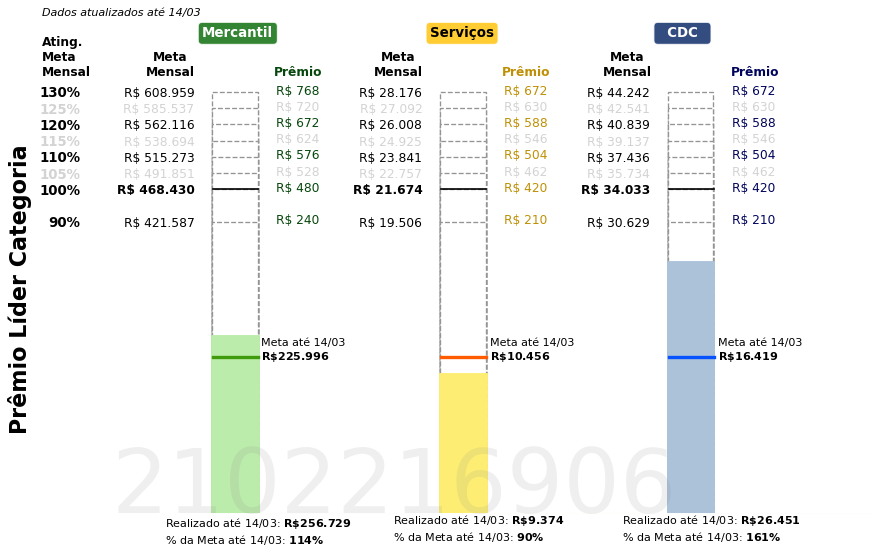 Dados atualizados até 14/03
Mercantil Serviços CDC
Ating. Meta Mensal
Meta Mensal Prêmio Meta Mensal Prêmio Meta Mensal Prêmio
130% R$ 608.959 R$ 768 R$ 28.176 R$ 672 R$ 44.242 R$ 672
125% R$ 585.537 R$ 720 R$ 27.092 R$ 630 R$ 42.541 R$ 630
120% R$ 562.116 R$ 672 R$ 26.008 R$ 588 R$ 40.839 R$ 588
115% R$ 538.694 R$ 624 R$ 24.925 R$ 546 R$ 39.137 R$ 546
110% R$ 515.273 R$ 576 R$ 23.841 R$ 504 R$ 37.436 R$ 504
105% R$ 491.851 R$ 528 R$ 22.757 R$ 462 R$ 35.734 R$ 462
100% R$ 468.430 R$ 480 R$ 21.674 R$ 420 R$ 34.033 R$ 420
90% R$ 421.587 R$ 240 R$ 19.506 R$ 210 R$ 30.629 R$ 210
Prêmio Líder Categoria
Meta até 14/03 Meta até 14/03 Meta até 14/03
R$225.996 R$10.456 R$16.419
2102216906
Realizado até 14/03: R$256.729 Realizado até 14/03: R$9.374 Realizado até 14/03: R$26.451
% da Meta até 14/03: 114% % da Meta até 14/03: 90% % da Meta até 14/03: 161%